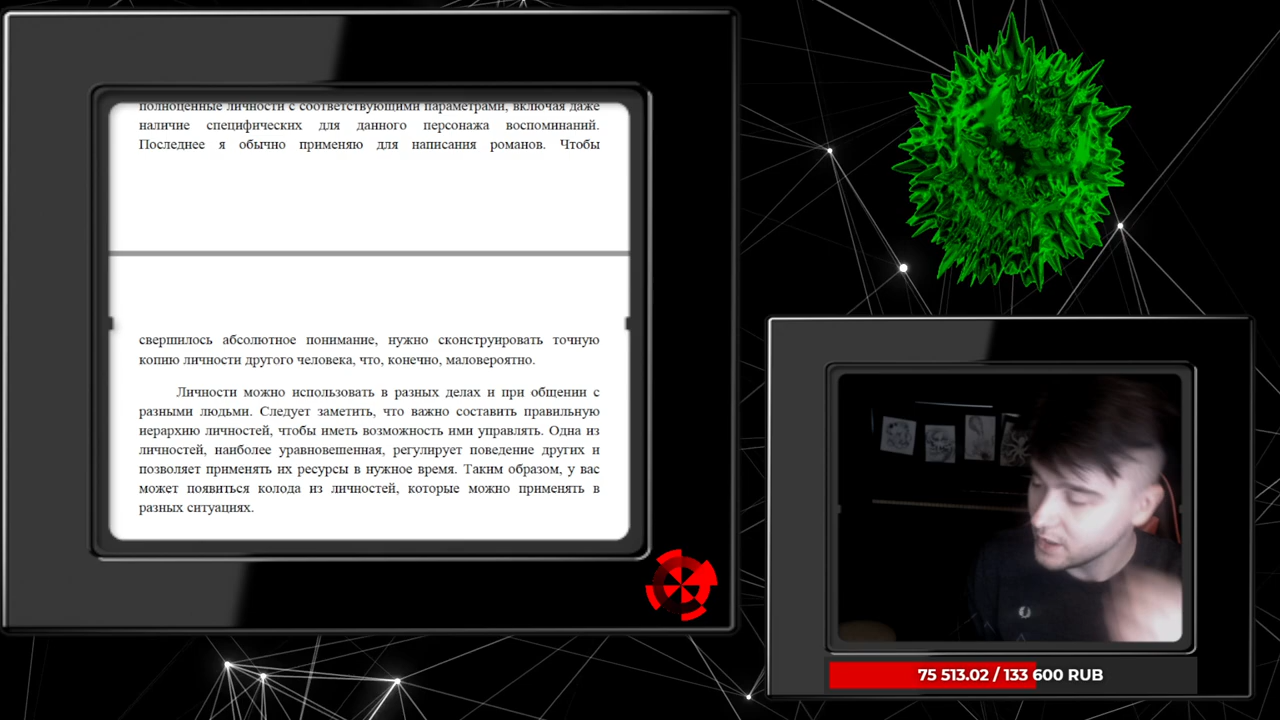 полноценные личности с соответствующими параметрами, включая даже
наличие специфических для данного персонажа воспоминаний.
Последнее я обычно применяю для написания романов. Чтобы
свершилось абсолютное понимание, нужно сконструировать точную
копию личности другого человека, что, конечно, маловероятно.
Личности можно использовать в разных делах и при общении с
разными людьми. Следует заметить, что важно составить правильную
иерархию личностей, чтобы иметь возможность ими управлять. Одна из
личностей, наиболее уравновешенная, регулирует поведение других и
позволяет применять их ресурсы в нужное время. Таким образом, у вас
может появиться колода из личностей, которые можно применять в
разных ситуациях.
75 513.02 / 133 600 RUB